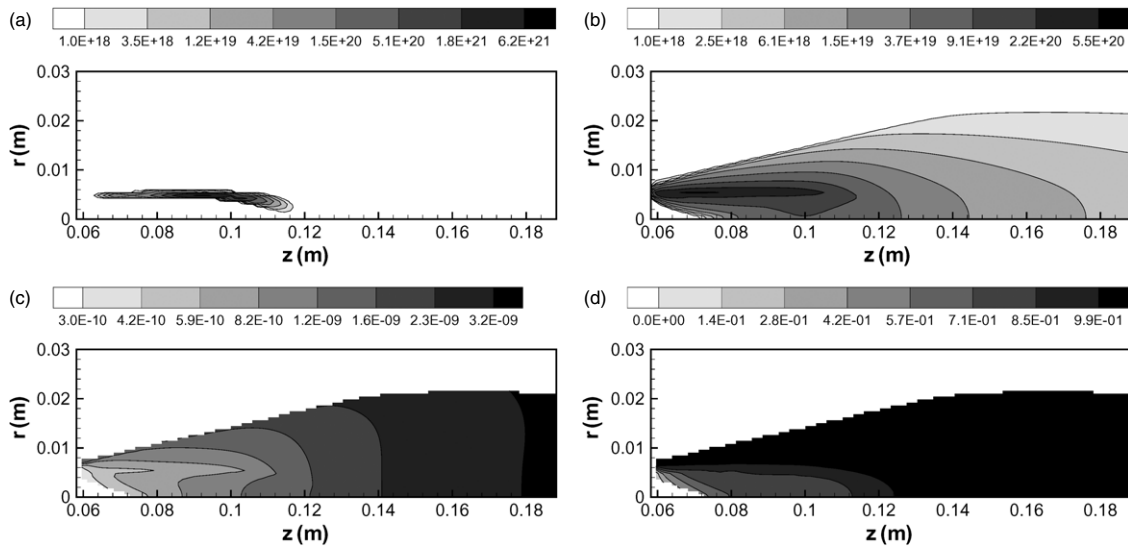 (a)
1.0E+18 3.5E+18 1.2E+19 4.2E+19 1.5E+20 5.1E+20 1.8E+21 6.2E+21
0.03
0.02
0.01
0
r (m)
0.06 0.08 0.1 0.12 0.14 0.16 0.18
z (m)
(b)
1.0E+18 2.5E+18 6.1E+18 1.5E+19 3.7E+19 9.1E+19 2.2E+20 5.5E+20
0.03
0.02
0.01
0
r (m)
0.06 0.08 0.1 0.12 0.14 0.16 0.18
z (m)
(c)
3.0E-10 4.2E-10 5.9E-10 8.2E-10 1.2E-09 1.6E-09 2.3E-09 3.2E-09
0.03
0.02
0.01
0
r (m)
0.06 0.08 0.1 0.12 0.14 0.16 0.18
z (m)
(d)
0.0E+00 1.4E-01 2.8E-01 4.2E-01 5.7E-01 7.1E-01 8.5E-01 9.9E-01
0.03
0.02
0.01
0
r (m)
0.06 0.08 0.1 0.12 0.14 0.16 0.18
z (m)